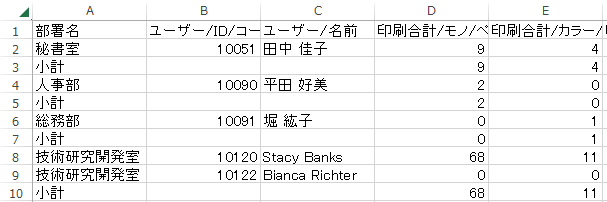 A B C D E
1 部署名 ユーザー/ID/コー ユーザー/名前 印刷合計/モノ/ペ 印刷合計/カラー/
2 秘書室 10051 田中 佳子 9 4
3 小計 9 4
4 人事部 10090 平田 好美 2 0
5 小計 2 0
6 総務部 10091 堀 紘子 0 1
7 小計 0 1
8 技術研究開発室 10120 Stacy Banks 68 11
9 技術研究開発室 10122 Bianca Richter 0 0
10 小計 68 11